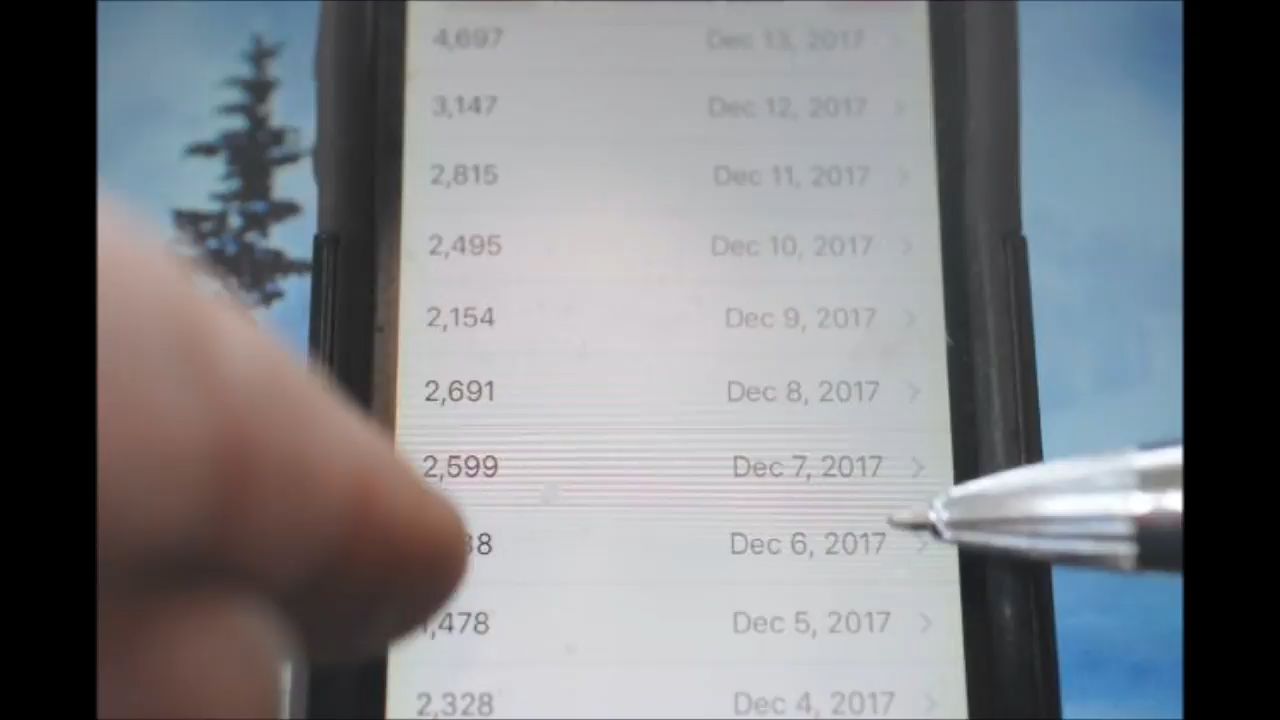 4,697 Dec 13, 2017
3,147 Dec 12, 2017
2,815 Dec 11, 2017
2,495 Dec 10, 2017
2,154 Dec 9, 2017
2,691 Dec 8, 2017
2,599 Dec 7, 2017
Dec 6, 2017
Dec 5, 2017
2,328 Dec 4, 2017